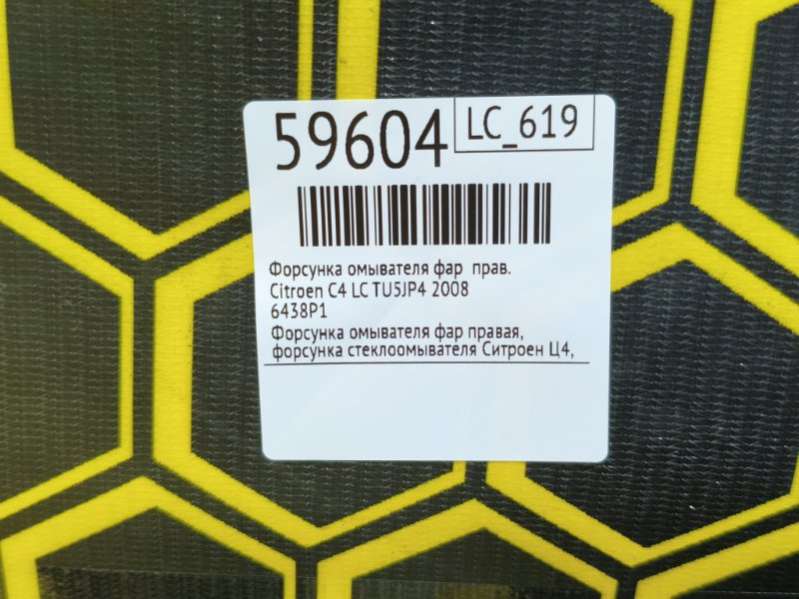 59604 LC_619
Форсунка омывателя фар прав.
Citroen C4 LC TU5JP4 2008
6438P1
Форсунка омывателя фар правая,
форсунка стеклоомывателя Ситроен Ц4,